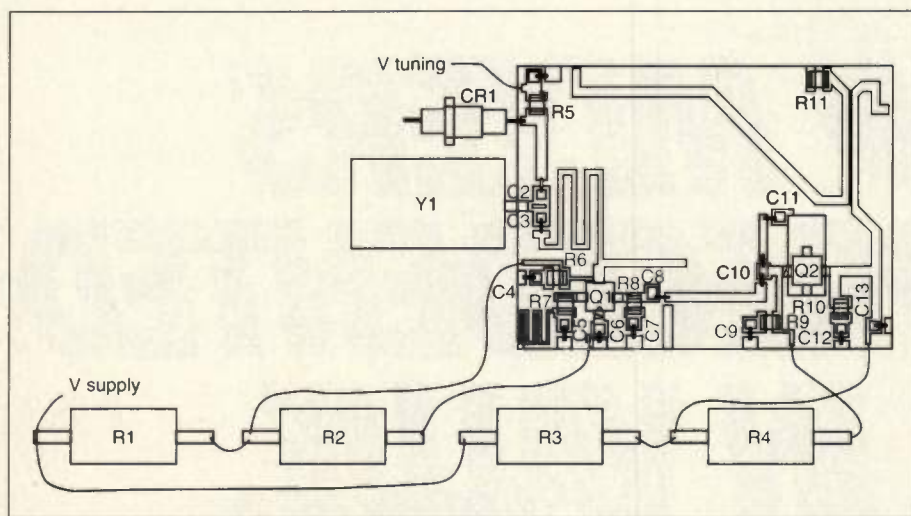 V tuning
CR1
R5
R11
Y1
C2
C3
C11
C10
Q2
R6
C4
R7
Q1
R8
C8
R10
C13
C5
C6
C7
C9
R9
C12
V supply
R1
R2
R3
R4